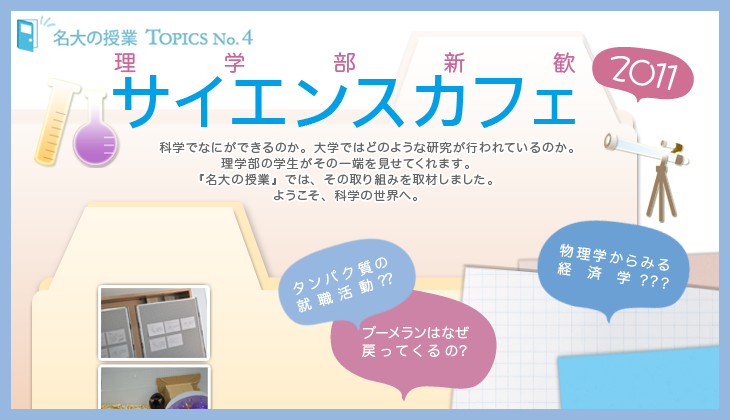 名大の授業 TOPICS No. 4
理学部新歓
サイエンスカフェ
2011
科学でなにができるのか。大学ではどのような研究が行われているのか。
理学部の学生がその一端を見せてくれます。
『名大の授業』では、その取り組みを取材しました。
ようこそ、科学の世界へ。
タンパク質の
就職活動??
ブーメランはなぜ
戻ってくるの?
物理学からみる
経済学???